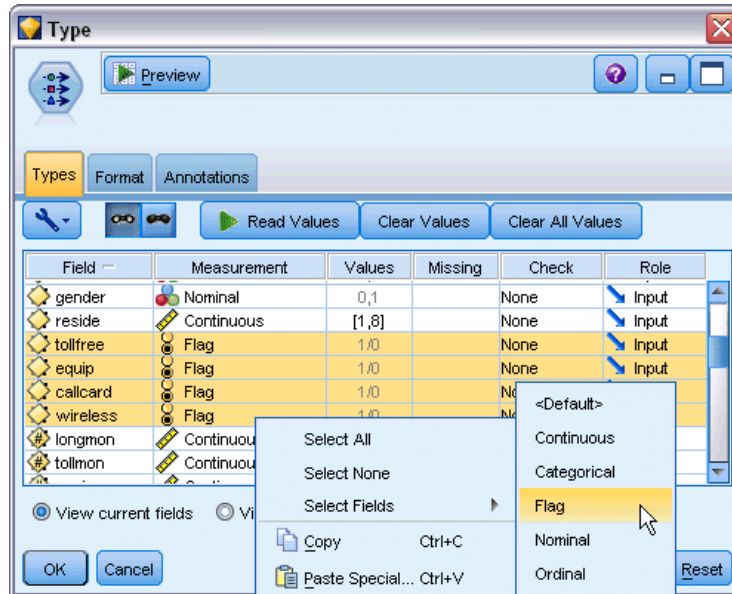 Type
Preview
Types Format Annotations
Read Values Clear Values Clear All Values
Field Measurement Values Missing Check Role
gender Nominal 0,1 None Input
reside Continuous [1,8] None Input
tollfree Flag 1/0 None Input
equip Flag 1/0 None Input
callcard Flag 1/0
wireless Flag 1/0
longmon
tollmon
<Default>
Select All Continuous
Select None Categorical
Select Fields Flag
View current fields
Copy Ctrl+C Nominal
OK Cancel Paste Special... Ctrl+V Ordinal Reset